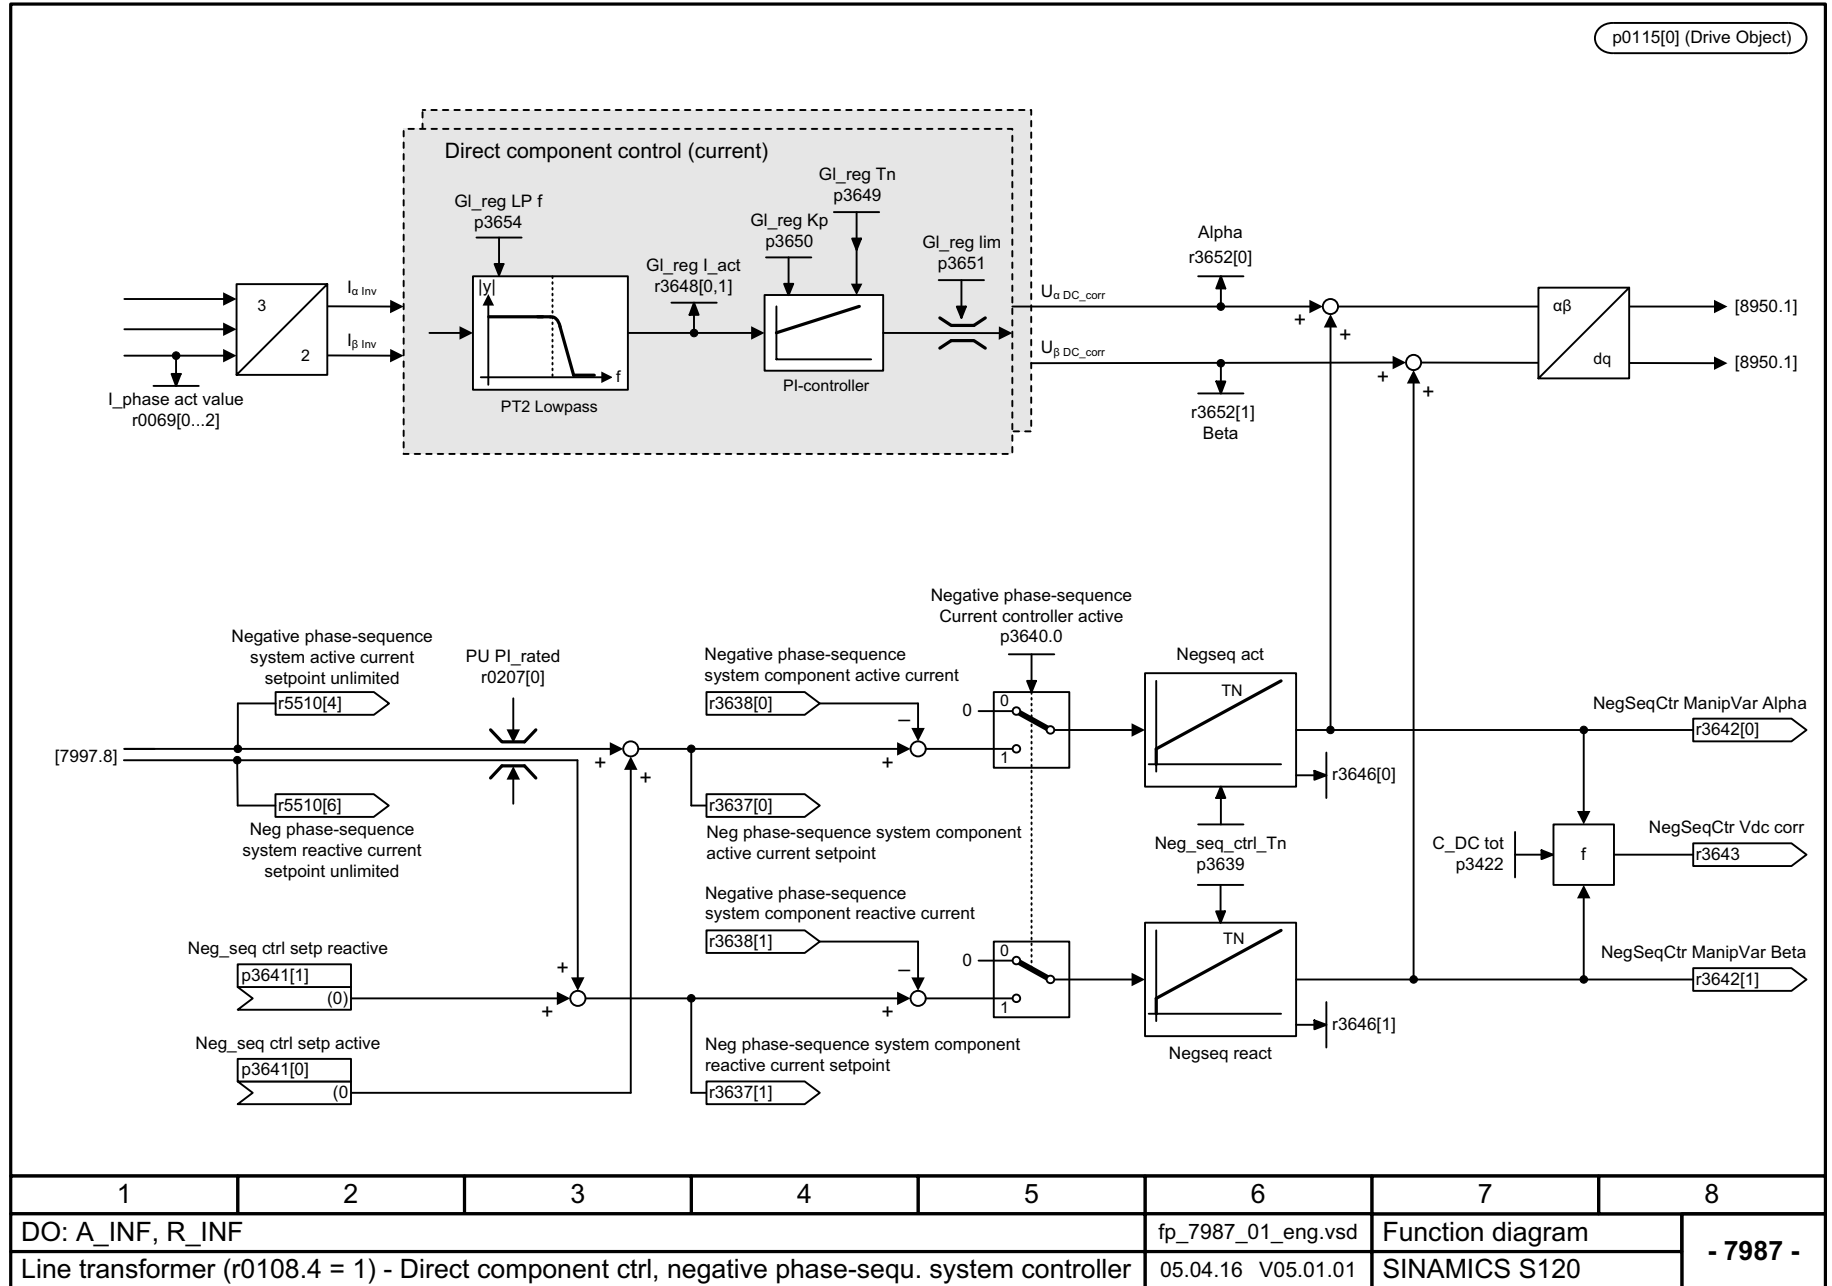 p0115[0] (Drive Object)
Direct component control (current)
Gl_reg LP f
p3654
Gl_reg I_act
r3648[0,1]
Gl_reg Kp
p3650
Gl_reg Tn
p3649
Gl_reg lim
p3651
|y|
f
PT2 Lowpass
PI-controller
3
2
Iα Inv
Iβ Inv
I_phase act value
r0069[0...2]
Uα DC_corr
Uβ DC_corr
Alpha
r3652[0]
r3652[1]
Beta
+
+
+
+
αβ
dq
[8950.1]
[8950.1]
Negative phase-sequence
system active current
setpoint unlimited
r5510[4]
PU PI_rated
r0207[0]
[7997.8]
r5510[6]
Neg phase-sequence
system reactive current
setpoint unlimited
+
+
Negative phase-sequence
system component active current
r3638[0]
–
+
r3637[0]
Neg phase-sequence system component
active current setpoint
Negative phase-sequence
Current controller active
p3640.0
0
0
1
Negseq act
TN
r3646[0]
Neg_seq_ctrl_Tn
p3639
NegSeqCtr ManipVar Alpha
r3642[0]
C_DC tot
p3422
f
NegSeqCtr Vdc corr
r3643
Neg_seq ctrl setp reactive
p3641[1]
(0)
+
+
Neg_seq ctrl setp active
p3641[0]
(0
Negative phase-sequence
system component reactive current
r3638[1]
–
+
Neg phase-sequence system component
reactive current setpoint
r3637[1]
0
0
1
TN
Negseq react
r3646[1]
NegSeqCtr ManipVar Beta
r3642[1]
1 2 3 4 5 6 7 8
DO: A_INF, R_INF
fp_7987_01_eng.vsd
Function diagram
- 7987 -
Line transformer (r0108.4 = 1) - Direct component ctrl, negative phase-sequ. system controller
05.04.16 V05.01.01
SINAMICS S120